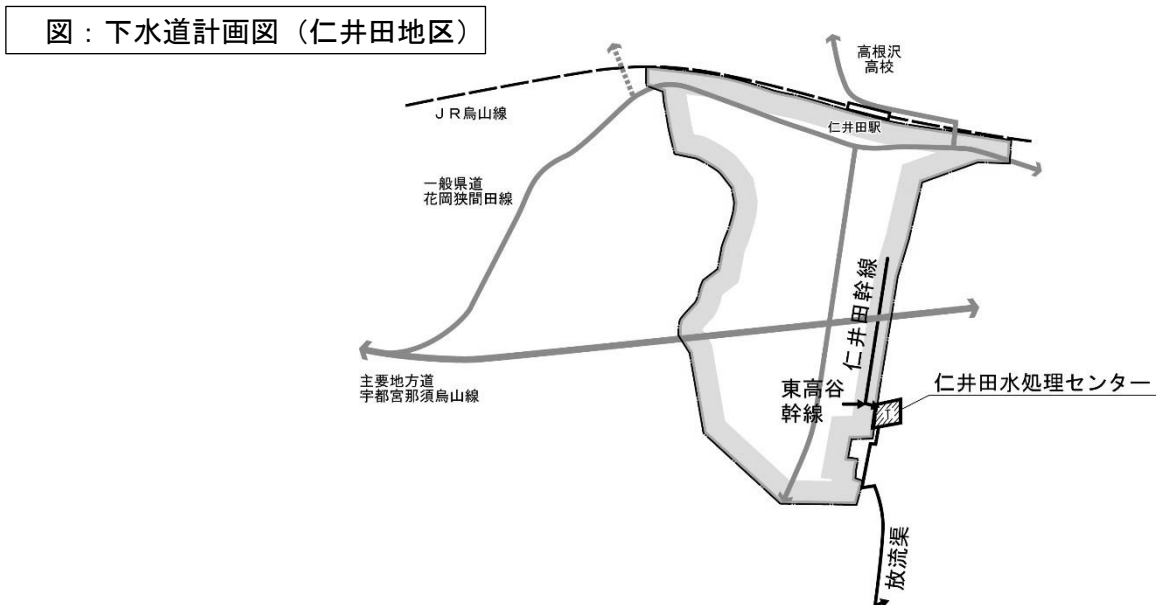 図：下水道計画図（仁井田地区）
高根沢
高校
ＪＲ烏山線
仁井田駅
一般県道
花岡狭間田線
仁井田幹線
主要地方道
宇都宮那須烏山線
東高谷
幹線
仁井田水処理センター
放流渠